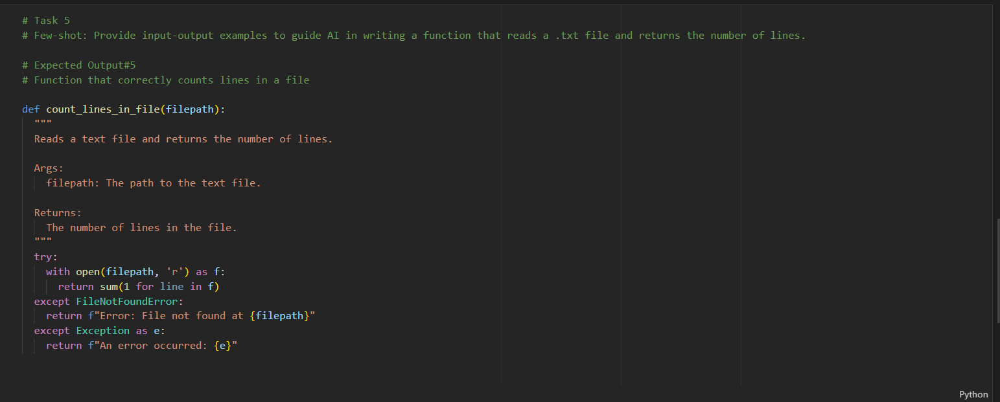 # Task 5
# Few-shot: Provide input-output examples to guide AI in writing a function that reads a .txt file and returns the number of lines.
# Expected Output#5
# Function that correctly counts lines in a file
def count_lines_in_file(filepath):
"""
Reads a text file and returns the number of lines.
Args:
filepath: The path to the text file.
Returns:
The number of lines in the file.
"""
try:
with open(filepath, 'r') as f:
return sum(1 for line in f)
except FileNotFoundError:
return f"Error: File not found at {filepath}"
except Exception as e:
return f"An error occurred: {e}"
Python